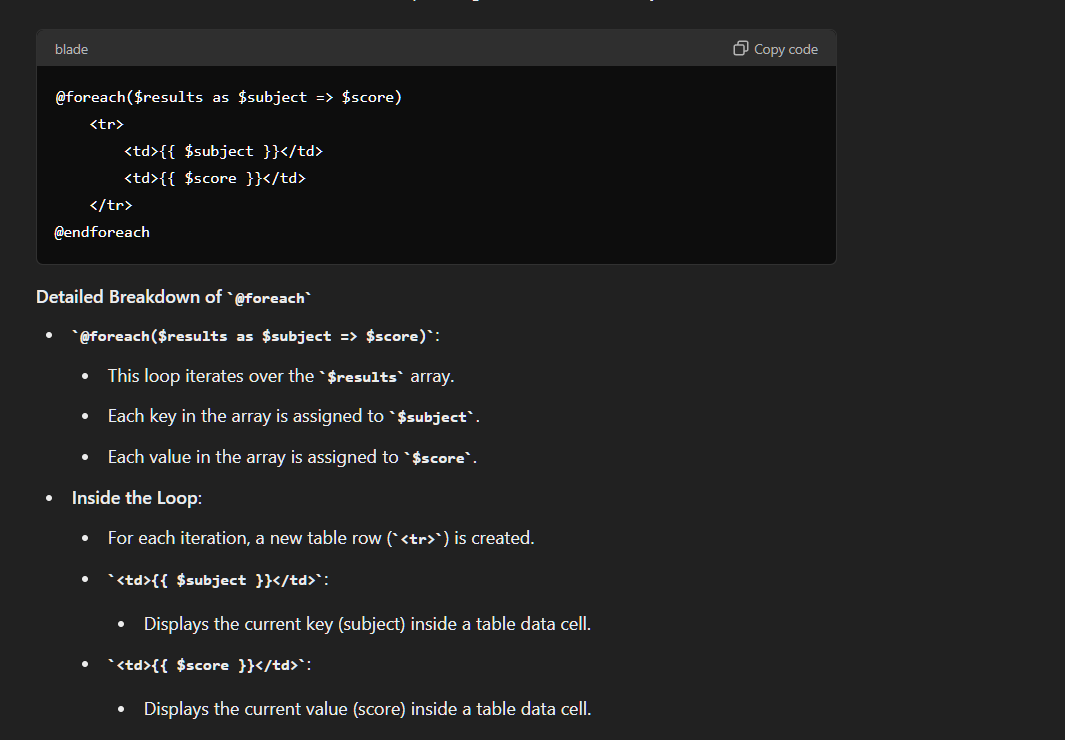 blade
Copy code
@foreach($results as $subject => $score)
<tr>
<td>{{ $subject }}</td>
<td>{{ $score }}</td>
</tr>
@endforeach
Detailed Breakdown of `@foreach`
`@foreach($results as $subject => $score)`:
This loop iterates over the `$results` array.
Each key in the array is assigned to `$subject`.
Each value in the array is assigned to `$score`.
Inside the Loop:
For each iteration, a new table row (`<tr>`) is created.
`<td>{{ $subject }}</td>`:
Displays the current key (subject) inside a table data cell.
`<td>{{ $score }}</td>`:
Displays the current value (score) inside a table data cell.